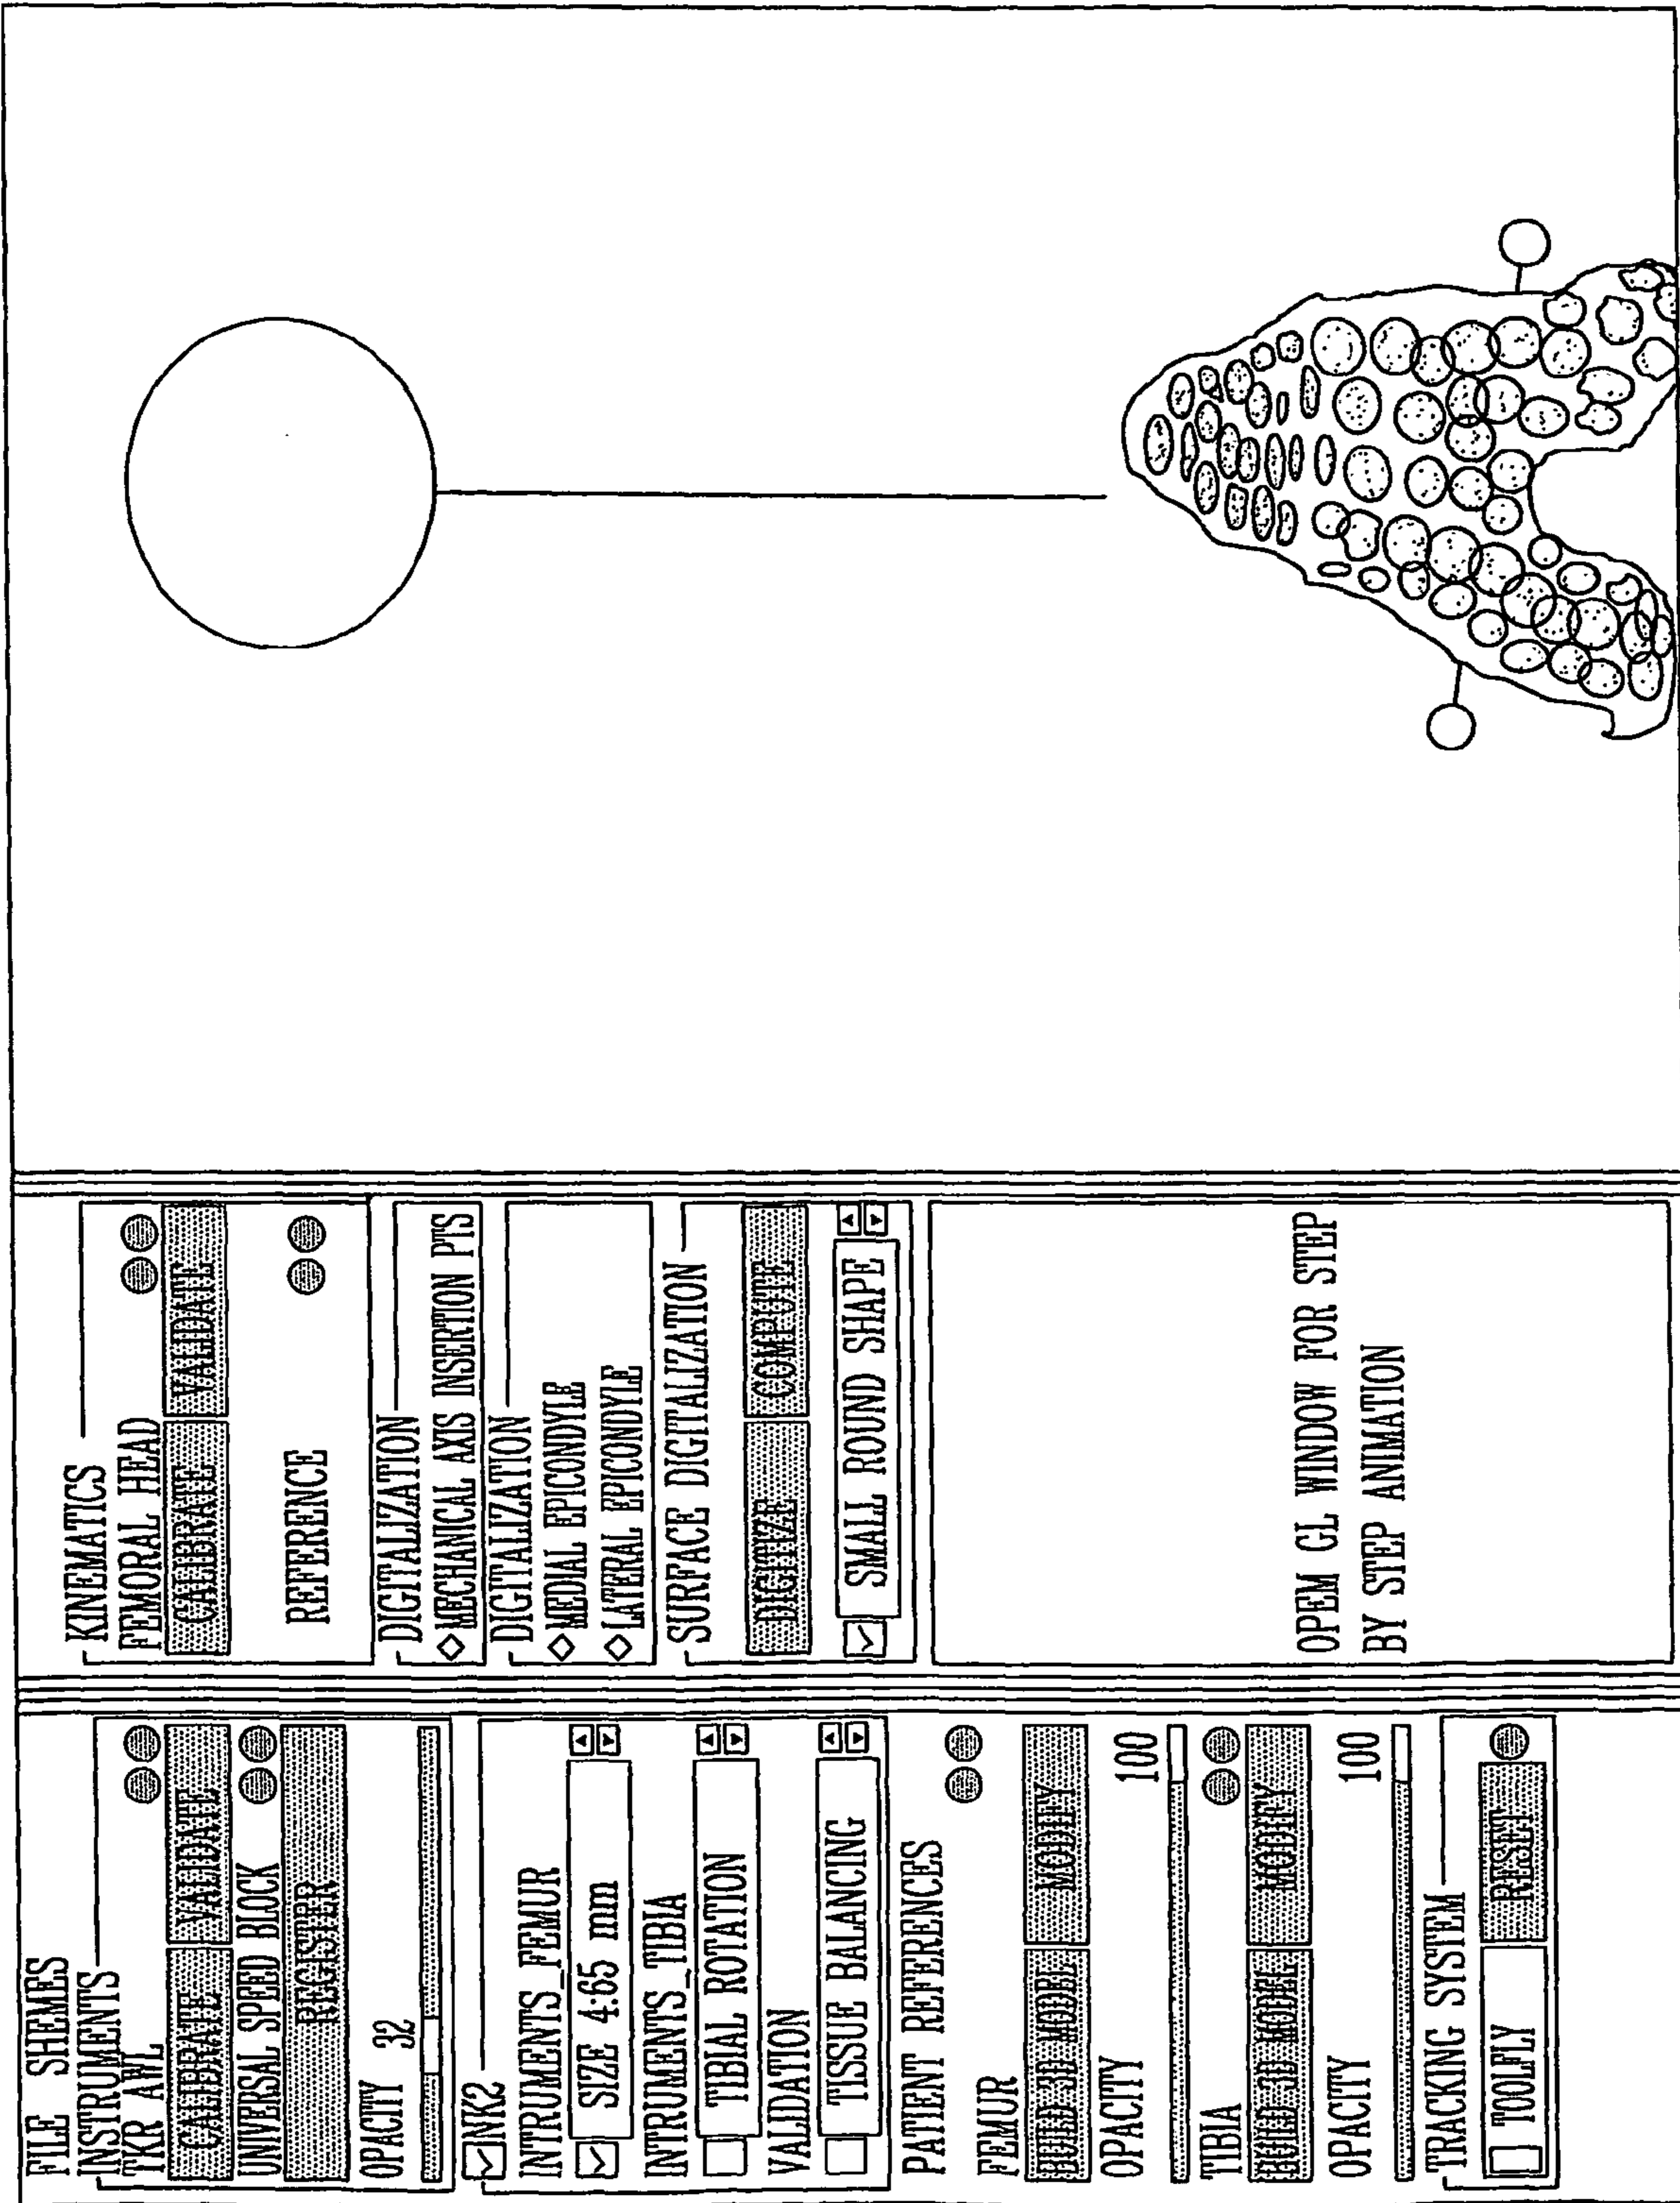 FILE SHEMES
INSTRUMENTS
TKR AWL
CALIBRATE VALIDATE
UNIVERSAL SPEED BLOCK
REGISTER
OPACITY 32
NK2
INTRUMENTS_FEMUR
SIZE 4:65 mm
INTRUMENTS_TIBIA
TIBIAL ROTATION
VALIDATION
TISSUE BALANCING
PATIENT REFERENCES
FEMUR
BUILD 3D MODEL MODIFY
OPACITY 100
TIBIA
BUILD 3D MODEL MODIFY
OPACITY 100
TRACKING SYSTEM
TOOLFLY RESET
KINEMATICS
FEMORAL HEAD
CALIBRATE VALIDATE
REFERENCE
DIGITALIZATION
MECHANICAL AXIS INSERTION PTS
DIGITALIZATION
MEDIAL EPICONDYLE
LATERAL EPICONDYLE
SURFACE DIGITALIZATION
DIGITIZE COMPUTE
SMALL ROUND SHAPE
OPEM GL WINDOW FOR STEP
BY STEP ANIMATION